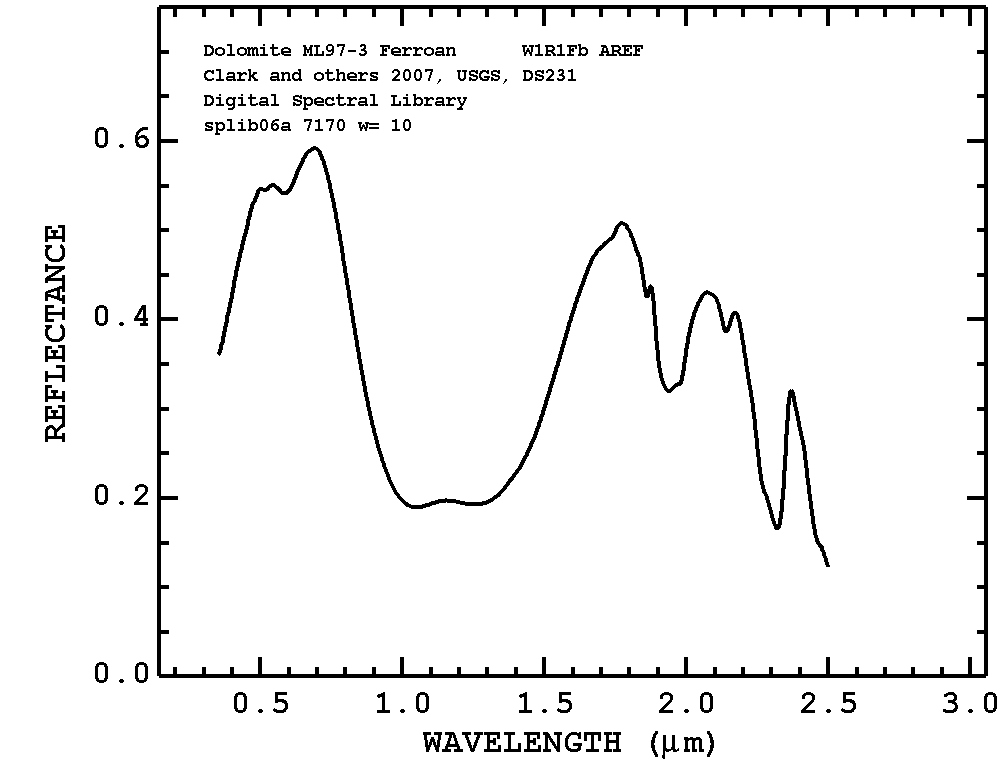 Dolomite ML97-3 Ferroan W1R1Fb AREF
Clark and others 2007, USGS, DS231
Digital Spectral Library
splib06a 7170 w= 10
0.6
0.4
0.2
0.0
REFLECTANCE
0.5 1.0 1.5 2.0 2.5 3.0
WAVELENGTH (μm)